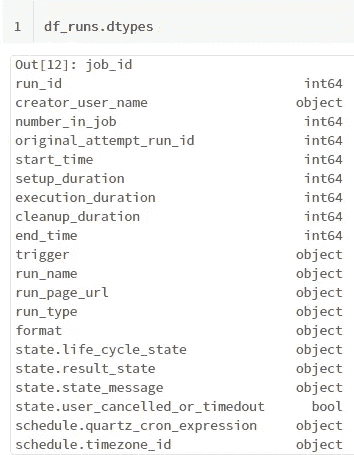 1 df_runs.dtypes
Out[12]: job_id
run_id int64
creator_user_name object
number_in_job int64
original_attempt_run_id int64
start_time int64
setup_duration int64
execution_duration int64
cleanup_duration int64
end_time int64
trigger object
run_name object
run_page_url object
run_type object
format object
state.life_cycle_state object
state.result_state object
state.state_message object
state.user_cancelled_or_timedout bool
schedule.quartz_cron_expression object
schedule.timezone_id object